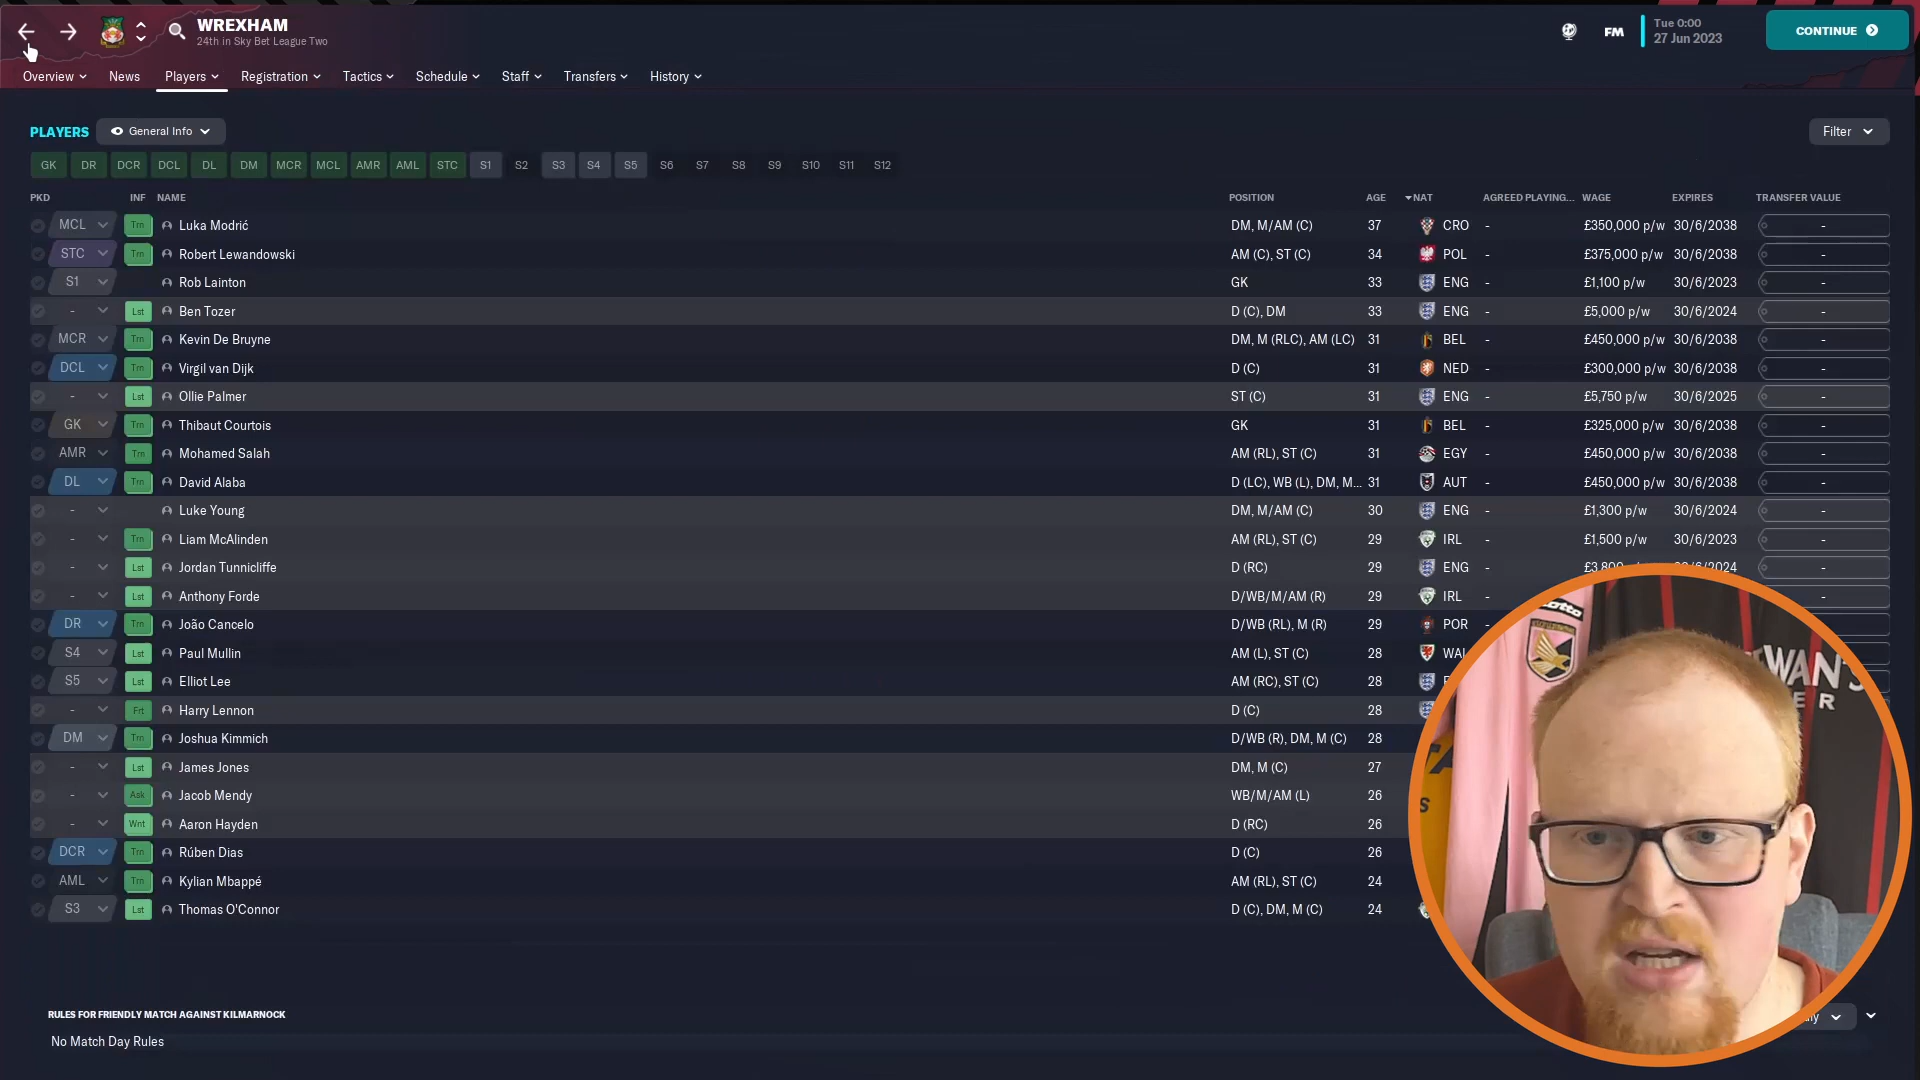 WREXHAM
24th in Sky Bet League Two
FM
Tue 0:00
27 Jun 2023
CONTINUE
Overview News Players Registration Tactics Schedule Staff Transfers History
PLAYERS General Info Filter
GK DR DCR DCL DL DM MCR MCL AMR AML STC S1 S2 S3 S4 S5 S6 S7 S8 S9 S10 S11 S12
PKD INF NAME POSITION AGE NAT AGREED PLAYING... WAGE EXPIRES TRANSFER VALUE
MCL Trn Luka Modrić DM, M/AM (C) 37 CRO - £350,000 p/w 30/6/2038 -
STC Trn Robert Lewandowski AM (C), ST (C) 34 POL - £375,000 p/w 30/6/2038 -
S1 Rob Lainton GK 33 ENG - £1,100 p/w 30/6/2023 -
- Lst Ben Tozer D (C), DM 33 ENG - £5,000 p/w 30/6/2024 -
MCR Trn Kevin De Bruyne DM, M (RLC), AM (LC) 31 BEL - £450,000 p/w 30/6/2038 -
DCL Trn Virgil van Dijk D (C) 31 NED - £300,000 p/w 30/6/2038 -
- Lst Ollie Palmer ST (C) 31 ENG - £5,750 p/w 30/6/2025 -
GK Trn Thibaut Courtois GK 31 BEL - £325,000 p/w 30/6/2038 -
AMR Trn Mohamed Salah AM (RL), ST (C) 31 EGY - £450,000 p/w 30/6/2038 -
DL Trn David Alaba D (LC), WB (L), DM, M... 31 AUT - £450,000 p/w 30/6/2038 -
- Luke Young DM, M/AM (C) 30 ENG - £1,300 p/w 30/6/2024 -
- Trn Liam McAlinden AM (RL), ST (C) 29 IRL - £1,500 p/w 30/6/2023 -
- Lst Jordan Tunnicliffe D (RC) 29 ENG - -
- Lst Anthony Forde D/WB/M/AM (R) 29 IRL - -
DR Trn João Cancelo D/WB (RL), M (R) 29 POR -
S4 Lst Paul Mullin AM (L), ST (C) 28
S5 Lst Elliot Lee AM (RC), ST (C) 28
- Frt Harry Lennon D (C) 28
DM Trn Joshua Kimmich D/WB (R), DM, M (C) 28
- Lst James Jones DM, M (C) 27
- Ask Jacob Mendy WB/M/AM (L) 26
- Wnt Aaron Hayden D (RC) 26
DCR Trn Rúben Dias D (C) 26
AML Trn Kylian Mbappé AM (RL), ST (C) 24
S3 Lst Thomas O'Connor D (C), DM, M (C) 24
RULES FOR FRIENDLY MATCH AGAINST KILMARNOCK
No Match Day Rules